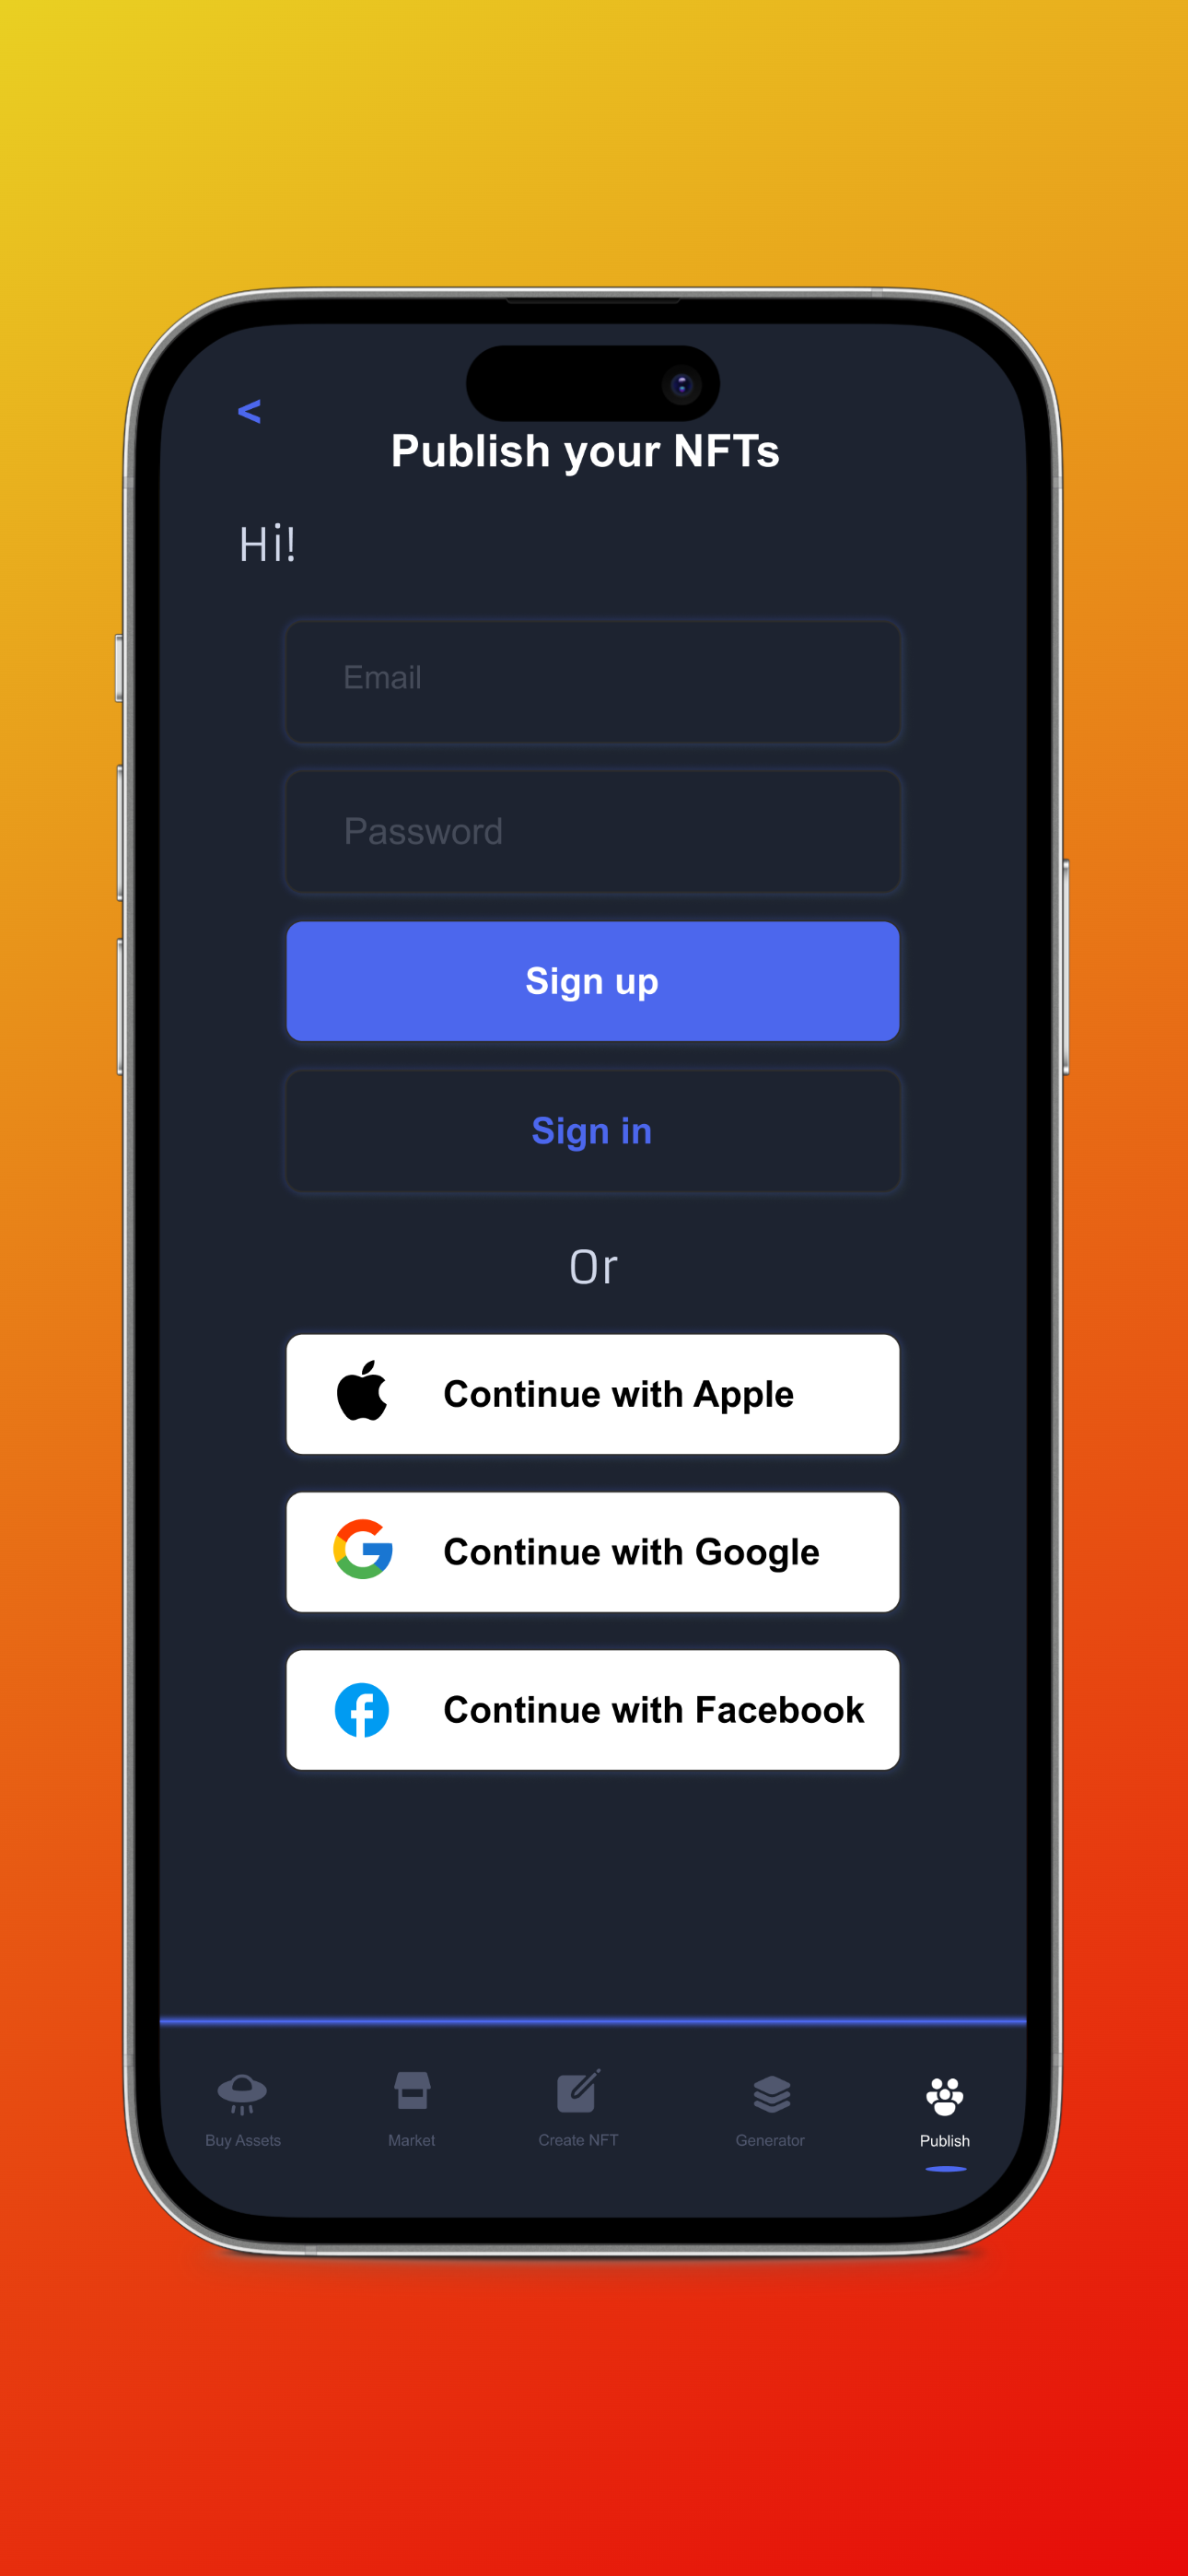 <
Publish your NFTs
Hi!
Email
Password
Sign up
Sign in
Or
Continue with Apple
Continue with Google
Continue with Facebook
Buy Assets
Market
Create NFT
Generator
Publish